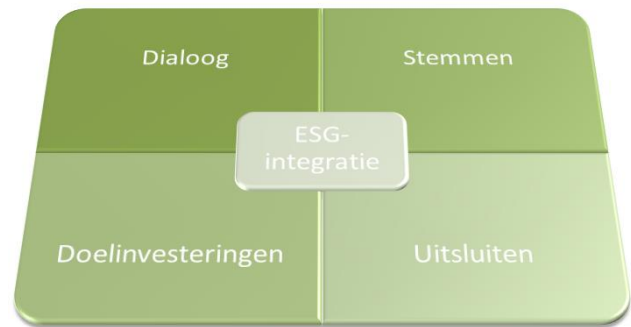 Dialoog
Stemmen
ESG-
integratie
Doelinvesteringen
Uitsluiten